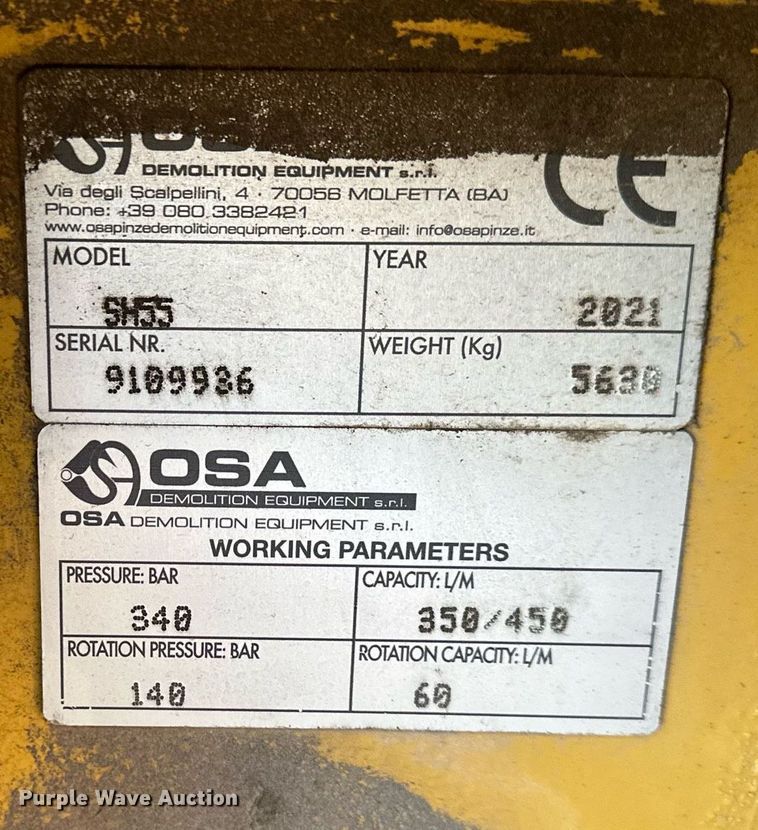 DEMOLITION EQUIPMENT s.r.l.
Via degli Scalpellini, 4 · 70056 MOLFETTA (BA)
Phone: +39 080 3382421
www.osapinzedemolitionequipment.com · e-mail: info@osapinze.it
CE
MODEL YEAR
SH55 2021
SERIAL NR. WEIGHT (Kg)
9109986 5630
OSA
DEMOLITION EQUIPMENT s.r.l.
OSA DEMOLITION EQUIPMENT s.r.l.
WORKING PARAMETERS
PRESSURE: BAR CAPACITY: L/M
340 350/450
ROTATION PRESSURE: BAR ROTATION CAPACITY: L/M
140 60
Purple Wave Auction